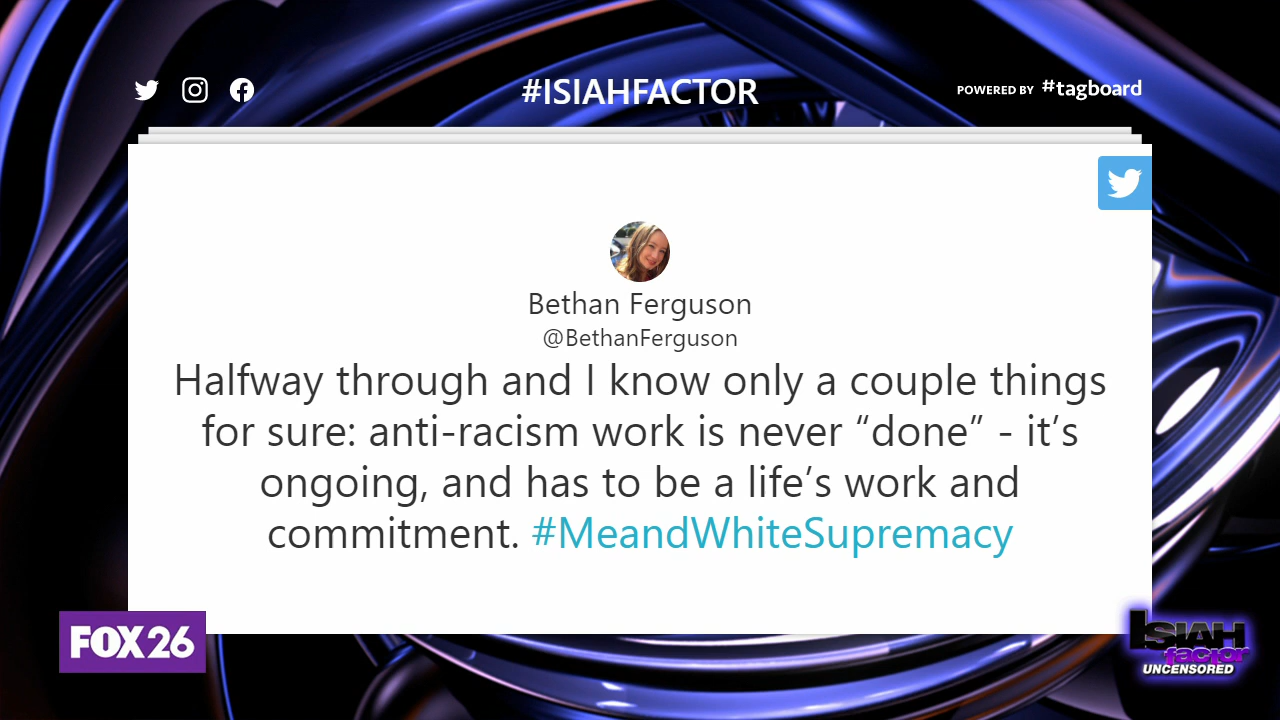 #ISIAHFACTOR
POWERED BY #tagboard
Bethan Ferguson
@BethanFerguson
Halfway through and I know only a couple things
for sure: anti-racism work is never “done” - it’s
ongoing, and has to be a life’s work and
commitment. #MeandWhiteSupremacy
FOX 26
ISIAH
factor
UNCENSORED